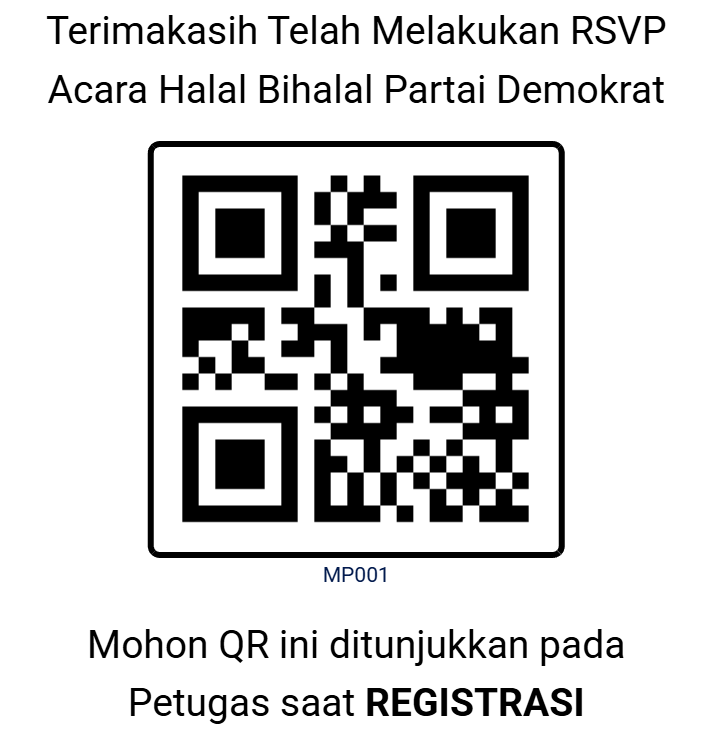 Terimakasih Telah Melakukan RSVP
Acara Halal Bihalal Partai Demokrat
MP001
Mohon QR ini ditunjukkan pada
Petugas saat REGISTRASI